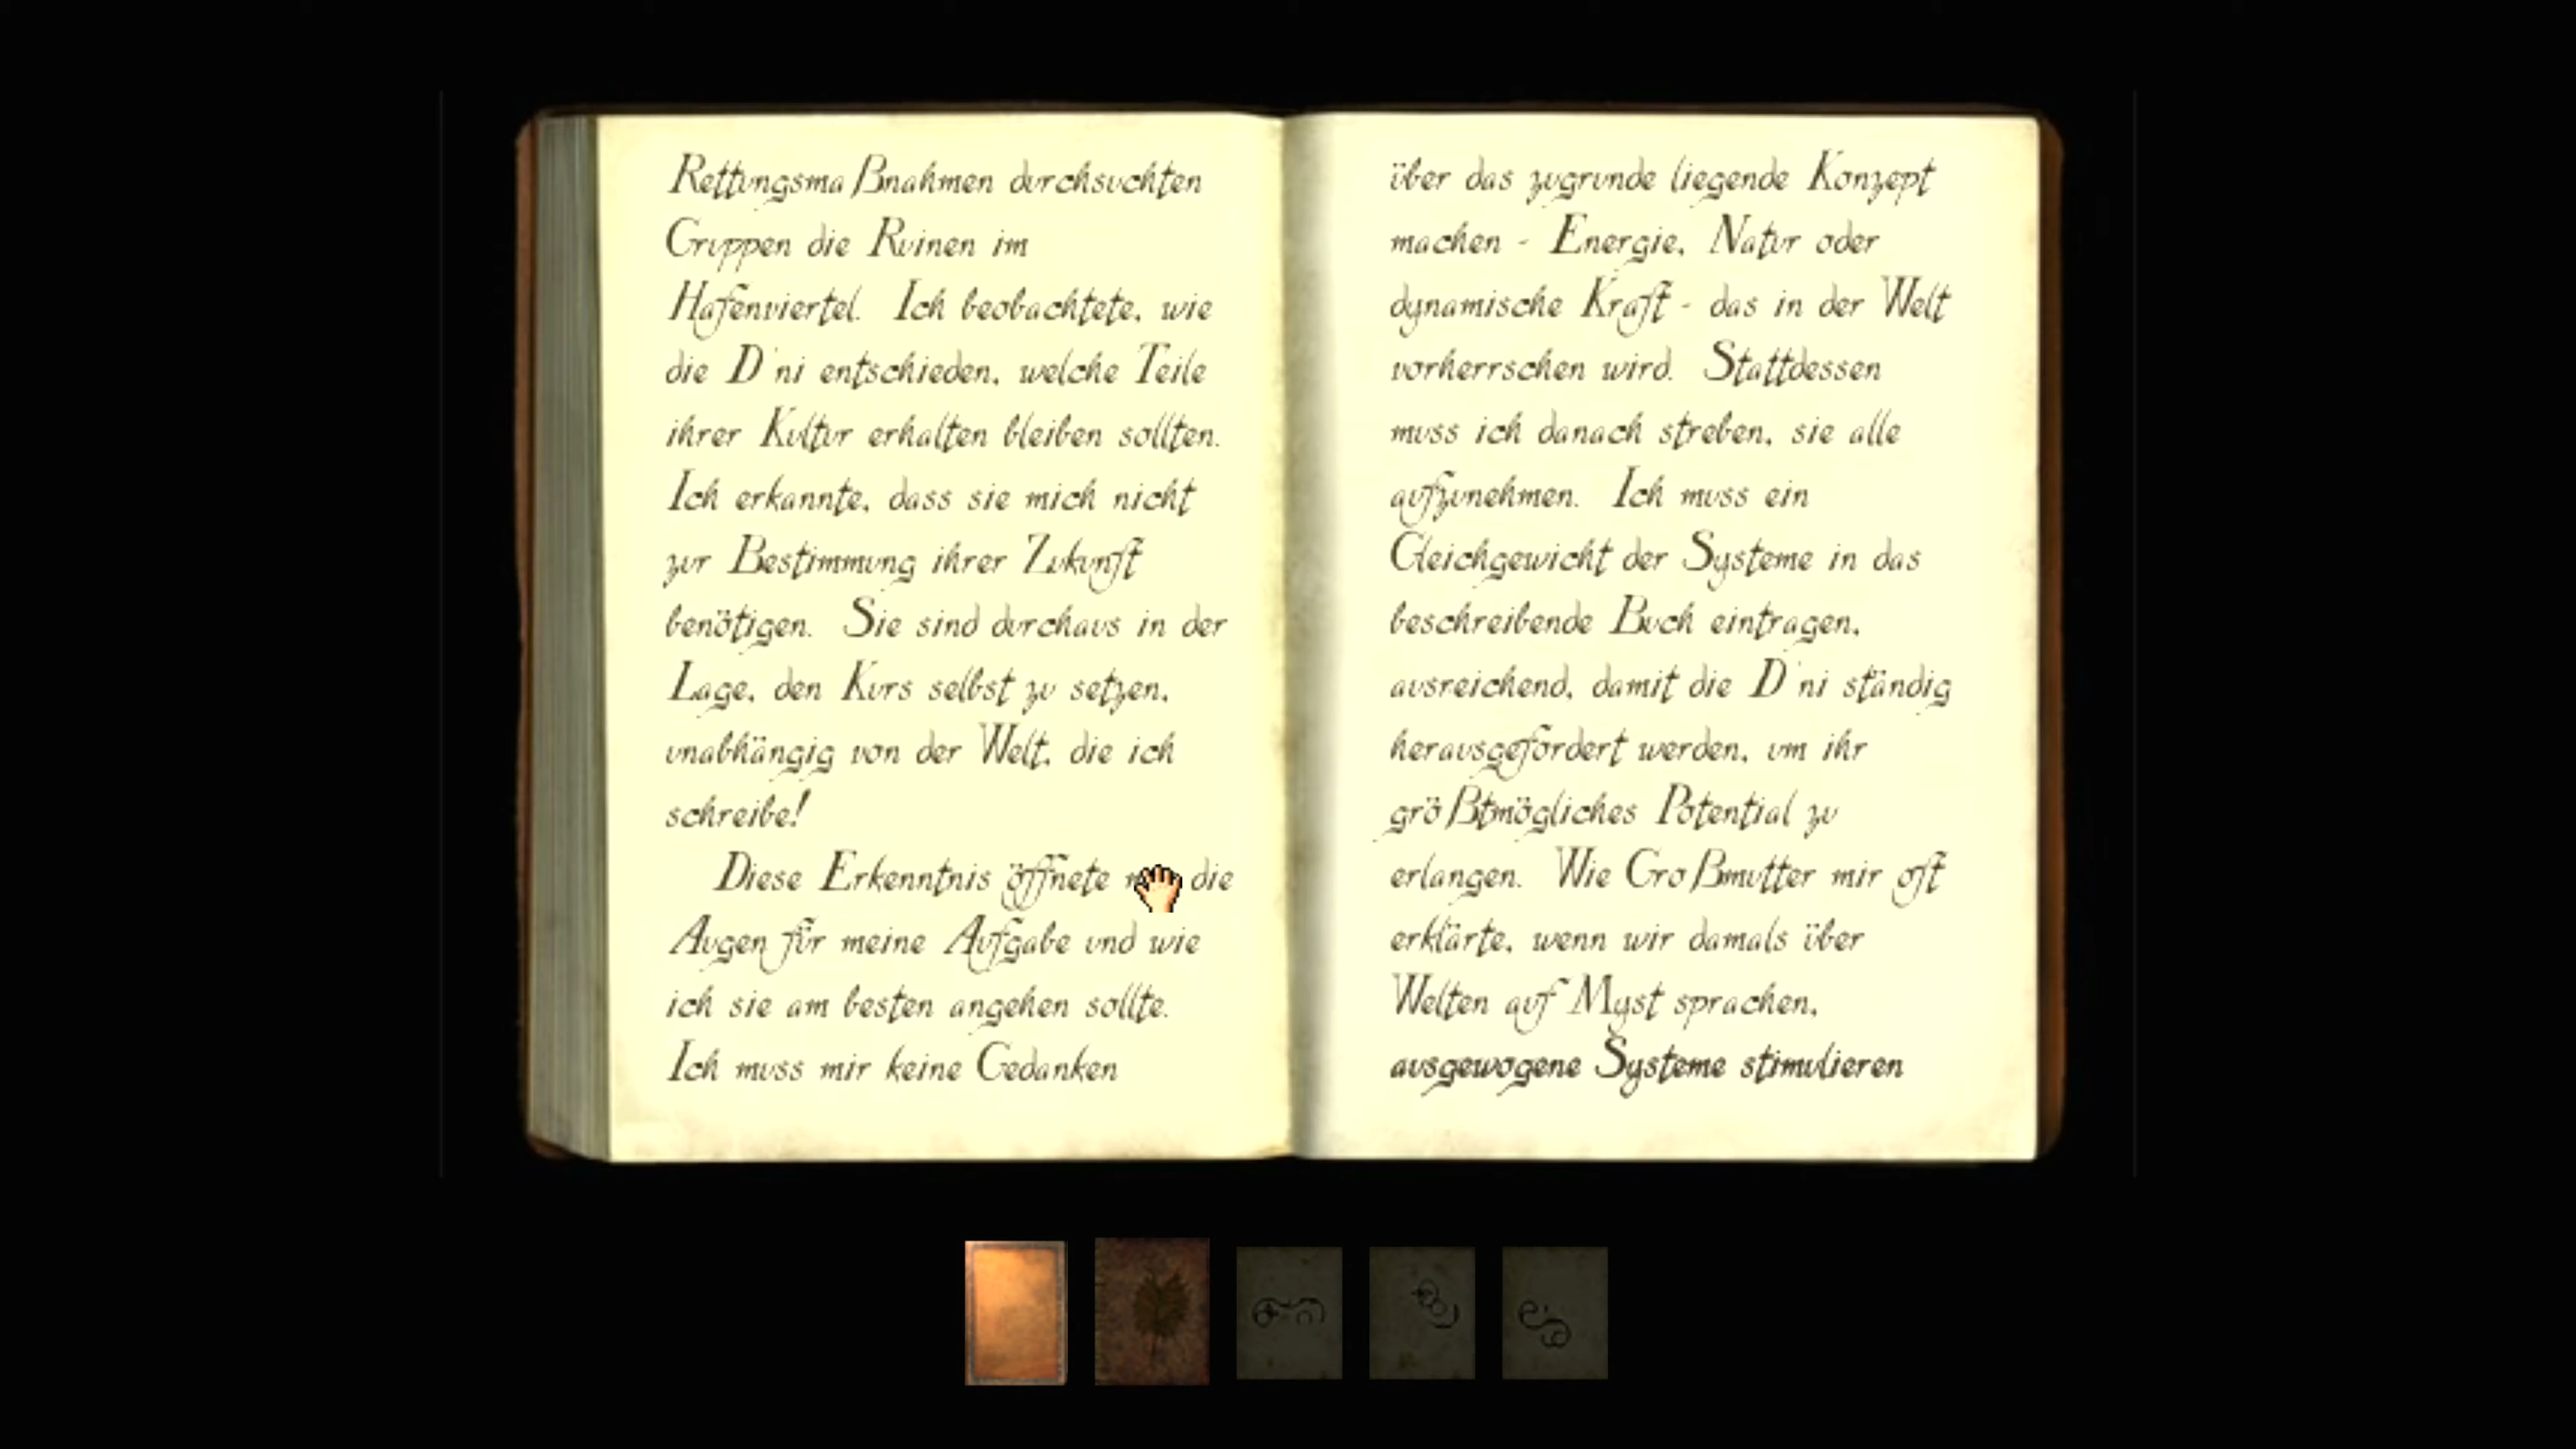 Rettungsmaßnahmen durchsuchten
Gruppen die Ruinen im
Hafenviertel. Ich beobachtete, wie
die D'ni entschieden, welche Teile
ihrer Kultur erhalten bleiben sollten.
Ich erkannte, dass sie mich nicht
zur Bestimmung ihrer Zukunft
benötigen. Sie sind durchaus in der
Lage, den Kurs selbst zu setzen,
unabhängig von der Welt, die ich
schreibe!
Diese Erkenntnis öffnete die
Augen für meine Aufgabe und wie
ich sie am besten angehen sollte.
Ich muss mir keine Gedanken
über das zugrunde liegende Konzept
machen - Energie, Natur oder
dynamische Kraft - das in der Welt
vorherrschen wird. Stattdessen
muss ich danach streben, sie alle
aufzunehmen. Ich muss ein
Gleichgewicht der Systeme in das
beschreibende Buch eintragen,
ausreichend, damit die D'ni ständig
herausgefordert werden, um ihr
größtmögliches Potential zu
erlangen. Wie Großmutter mir oft
erklärte, wenn wir damals über
Welten auf Myst sprachen,
ausgewogene Systeme stimulieren